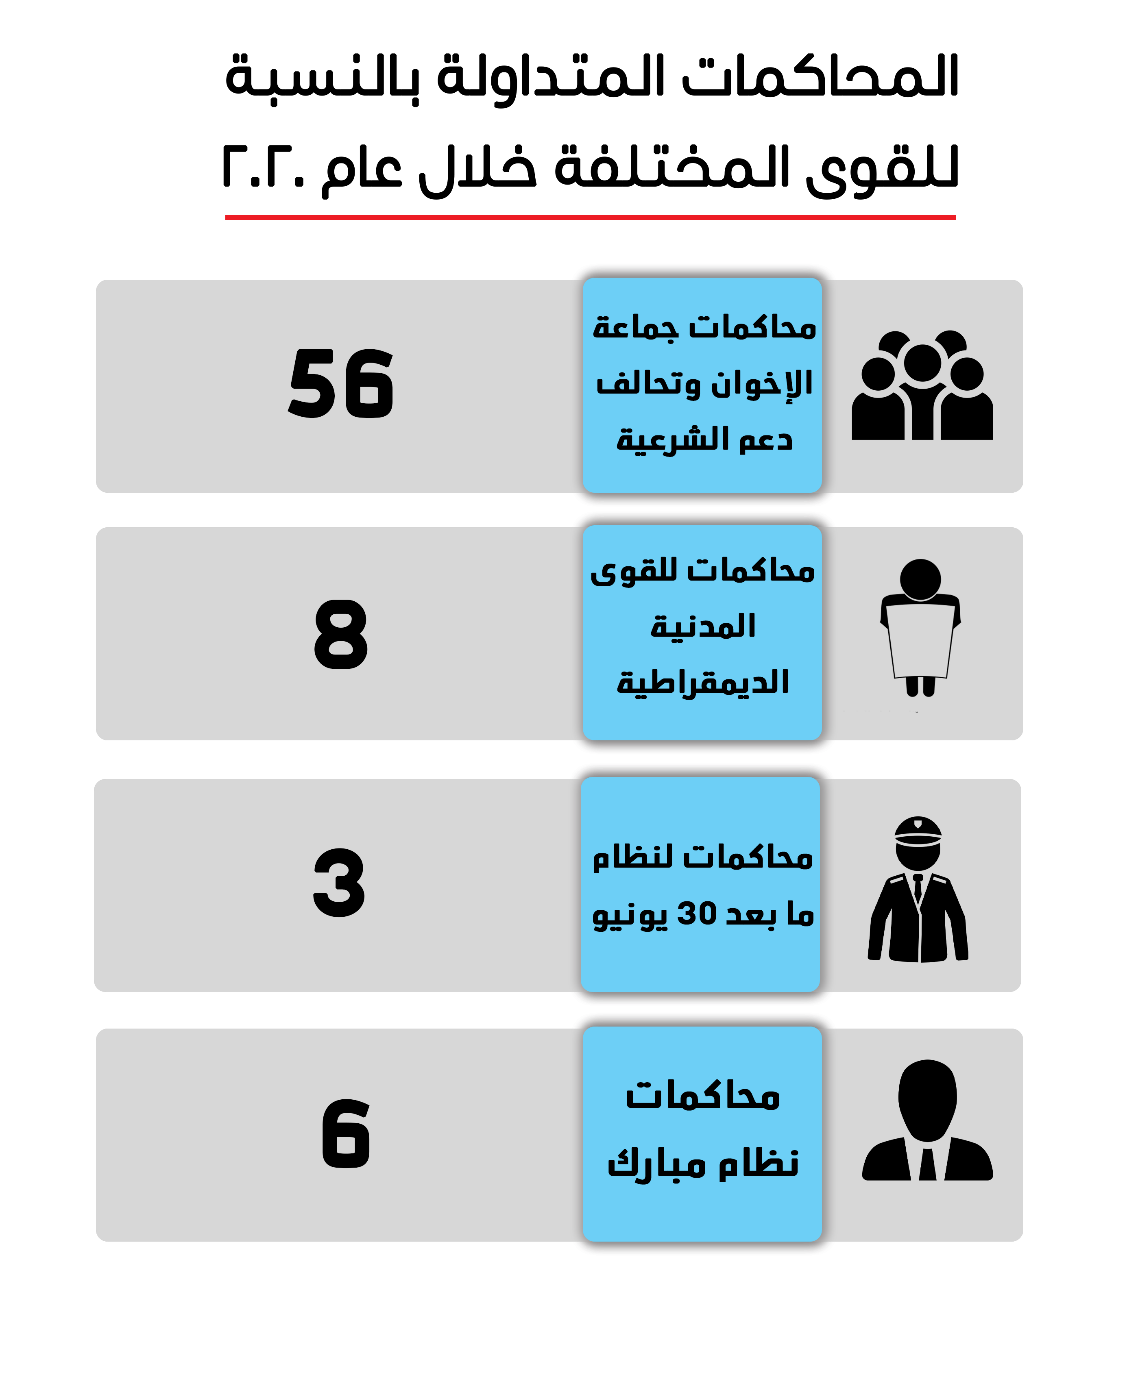 المحاكمات المتداولة بالنسبة
للقوى المختلفة خلال عام ٢٠٢٠
محاكمات جماعة
الإخوان وتحالف
دعم الشرعية
56
محاكمات للقوى
المدنية
الديمقراطية
8
محاكمات لنظام
ما بعد 30 يونيو
3
محاكمات
نظام مبارك
6